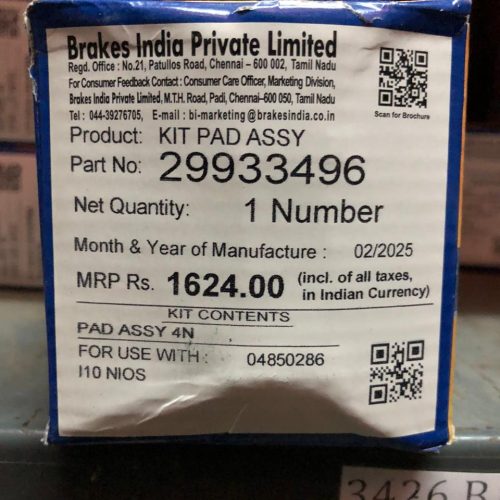 Brakes India Private Limited
Regd. Office : No.21, Patullos Road, Chennai – 600 002, Tamil Nadu
For Consumer Feedback Contact : Consumer Care Officer, Marketing Division,
Brakes India Private Limited, M.T.H. Road, Padi, Chennai–600 050, Tamil Nadu
Tel : 044-39276705, E-mail : bi-marketing@brakesindia.co.in
Scan for Brochure
Product: KIT PAD ASSY
Part No: 29933496
Net Quantity: 1 Number
Month & Year of Manufacture : 02/2025
MRP Rs. 1624.00 (incl. of all taxes,
in Indian Currency)
KIT CONTENTS
PAD ASSY 4N
FOR USE WITH : 04850286
I10 NIOS
3426 B